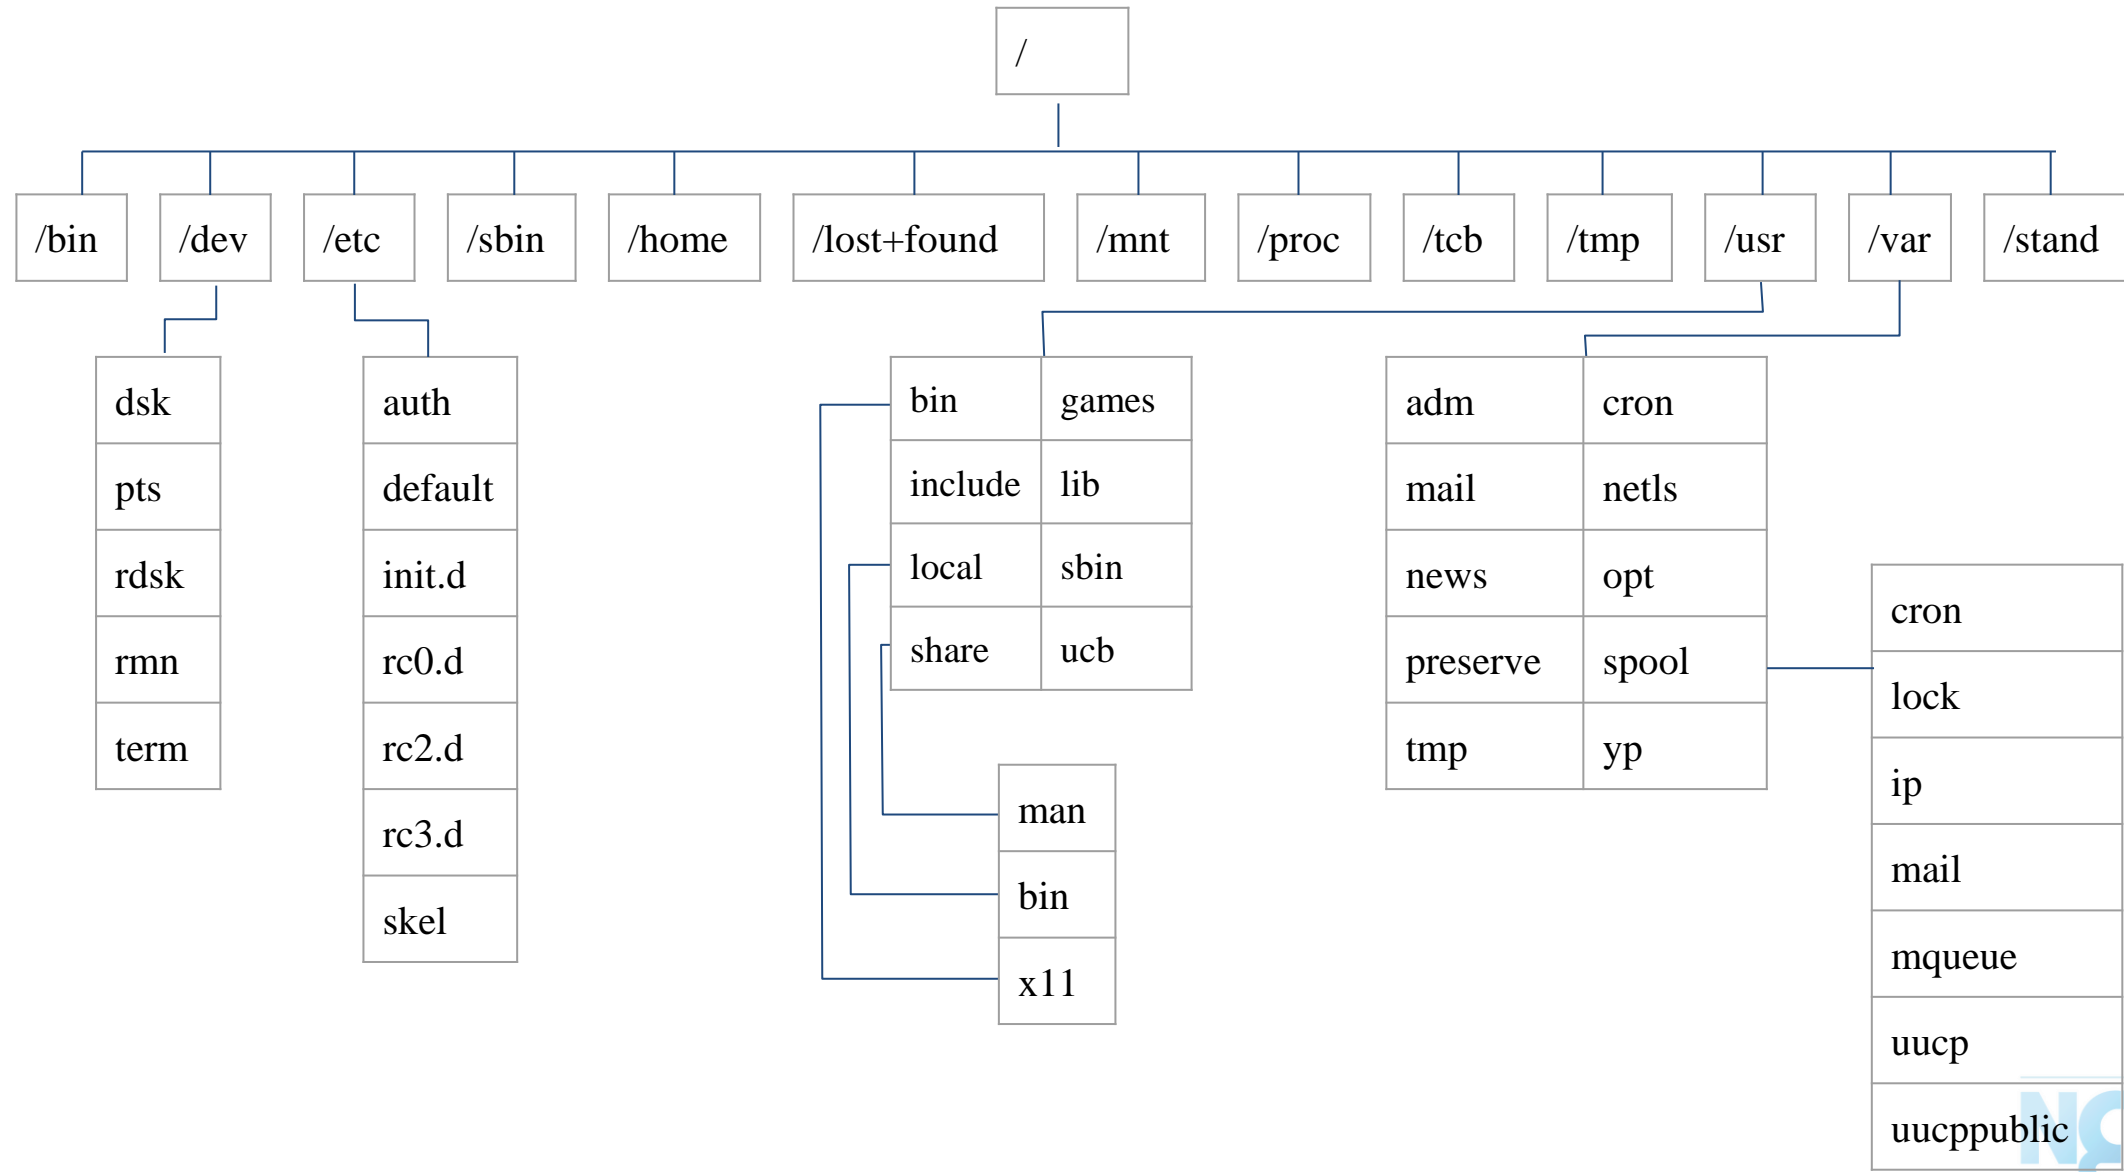 /
/bin /dev /etc /sbin /home /lost+found /mnt /proc /tcb /tmp /usr /var /stand
dsk
pts
rdsk
rmn
term
auth
default
init.d
rc0.d
rc2.d
rc3.d
skel
bin games
include lib
local sbin
share ucb
man
bin
x11
adm cron
mail netls
news opt
preserve spool
tmp yp
cron
lock
ip
mail
mqueue
uucp
uucppublic